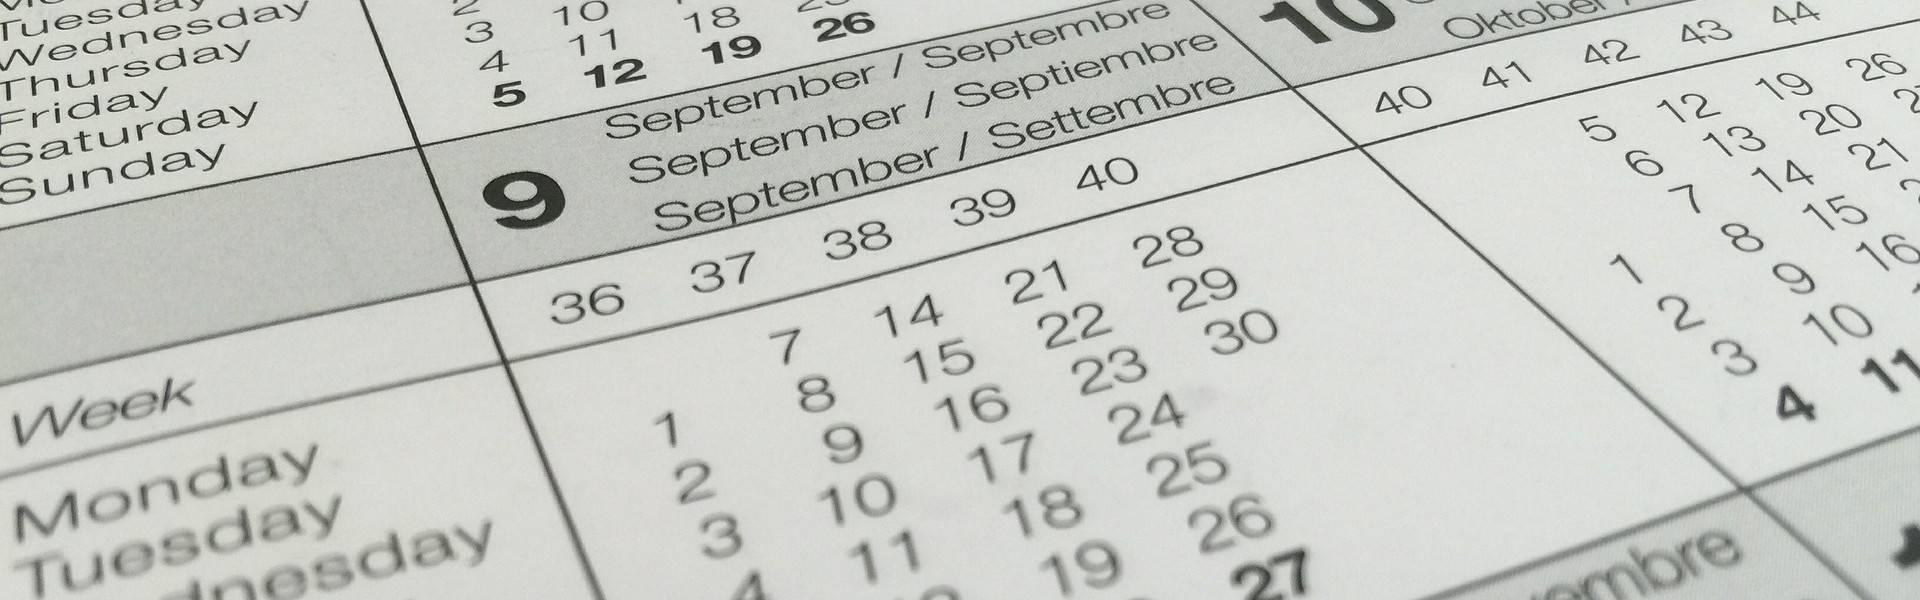 Tuesday
Wednesday
Thursday
Friday
Saturday
Sunday
3 10
4 11 18
5 12 19 26
9
September / Septembre
September / Septiembre
September / Settembre
10
Oktober /
Week
36 37 38 39 40
40 41 42 43 44
Monday
Tuesday
7 14 21 28
1 8 15 22 29
2 9 16 23 30
3 10 17 24
4 11 18 25
19 26
27
5 12 19 26
6 13 20
7 14 21
1 8 15
2 9 16
3 10
4 11